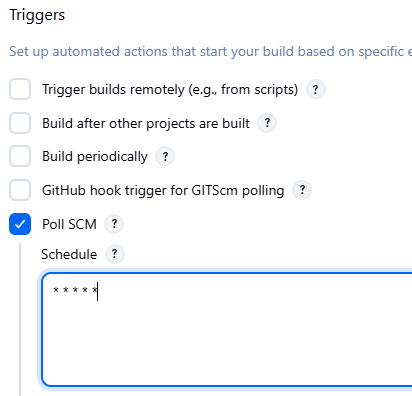 Triggers
Set up automated actions that start your build based on specific e
Trigger builds remotely (e.g., from scripts) ?
Build after other projects are built ?
Build periodically ?
GitHub hook trigger for GITScm polling ?
Poll SCM ?
Schedule ?
* * * * *